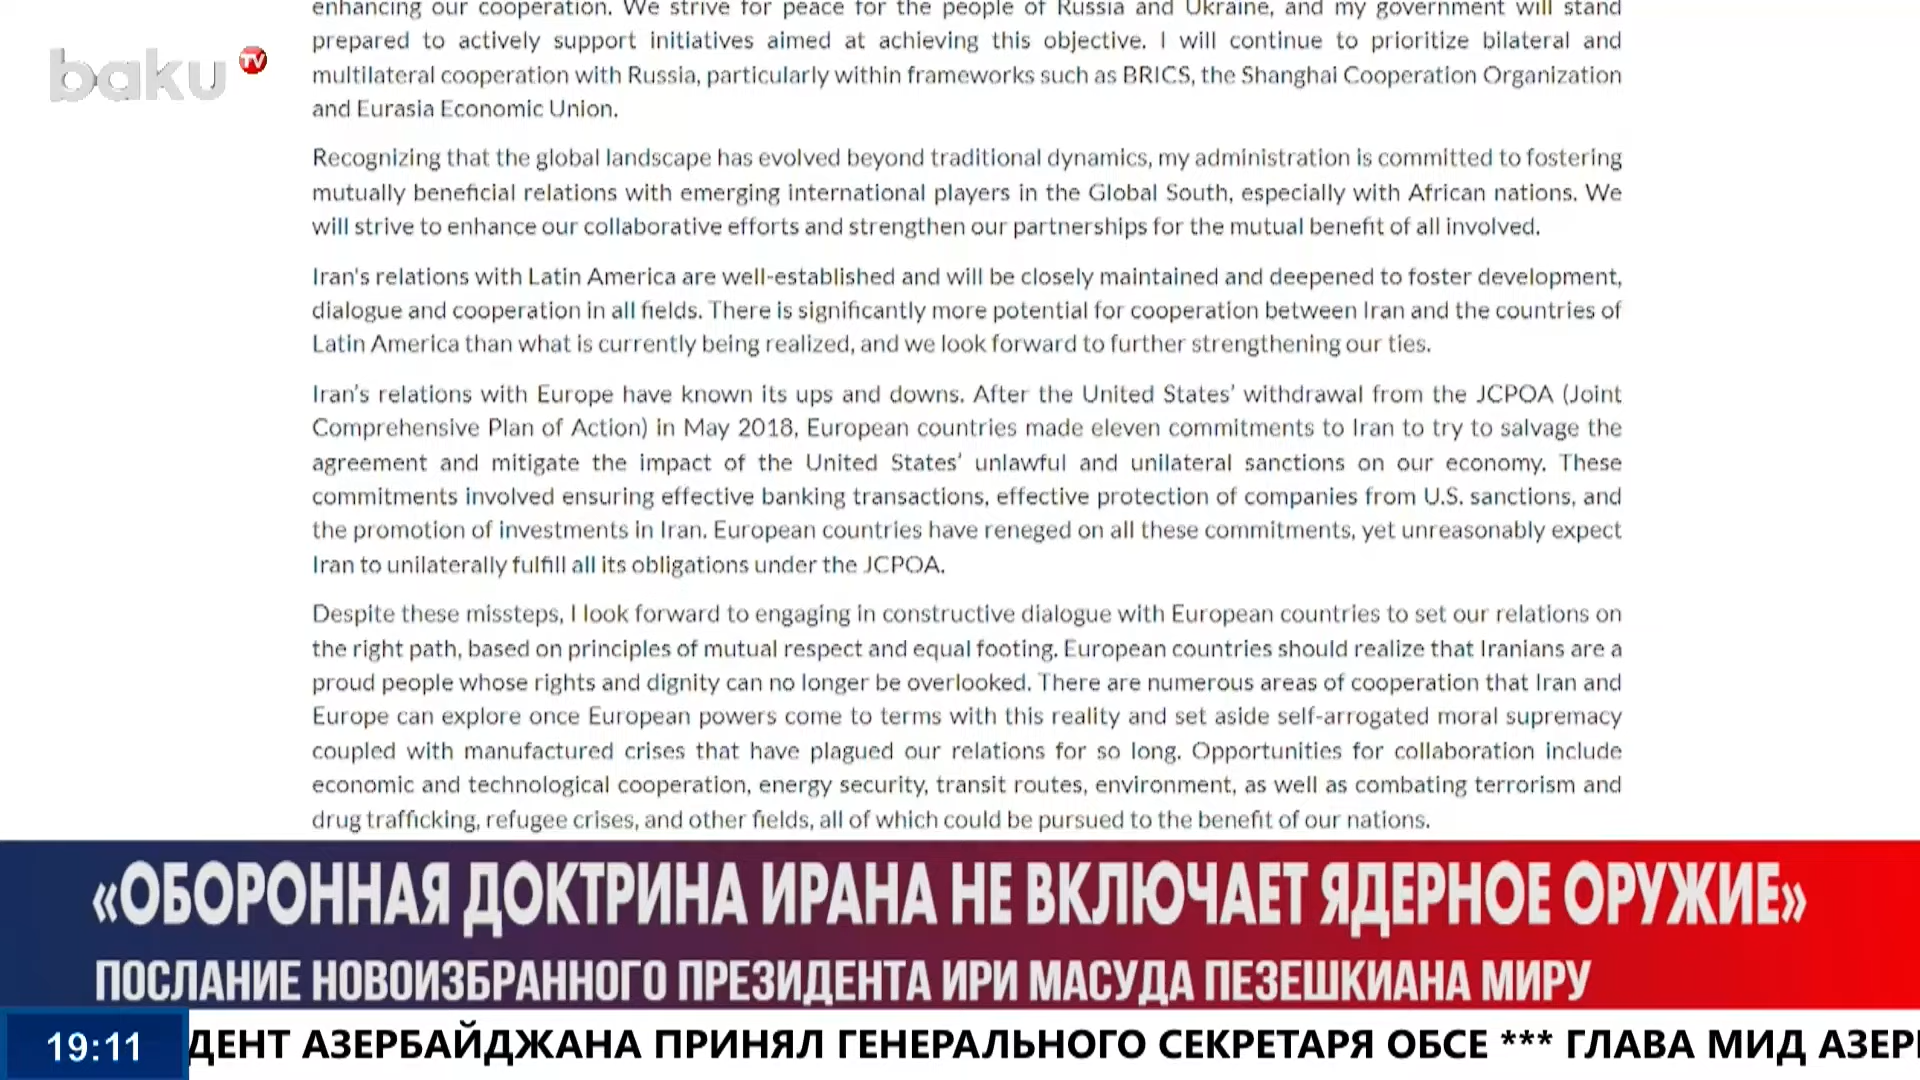 enhancing our cooperation. We strive for peace for the people of Russia and Ukraine, and my government will stand
baku TV
prepared to actively support initiatives aimed at achieving this objective. I will continue to prioritize bilateral and
multilateral cooperation with Russia, particularly within frameworks such as BRICS, the Shanghai Cooperation Organization
and Eurasia Economic Union.
Recognizing that the global landscape has evolved beyond traditional dynamics, my administration is committed to fostering
mutually beneficial relations with emerging international players in the Global South, especially with African nations. We
will strive to enhance our collaborative efforts and strengthen our partnerships for the mutual benefit of all involved.
Iran's relations with Latin America are well-established and will be closely maintained and deepened to foster development,
dialogue and cooperation in all fields. There is significantly more potential for cooperation between Iran and the countries of
Latin America than what is currently being realized, and we look forward to further strengthening our ties.
Iran’s relations with Europe have known its ups and downs. After the United States’ withdrawal from the JCPOA (Joint
Comprehensive Plan of Action) in May 2018, European countries made eleven commitments to Iran to try to salvage the
agreement and mitigate the impact of the United States’ unlawful and unilateral sanctions on our economy. These
commitments involved ensuring effective banking transactions, effective protection of companies from U.S. sanctions, and
the promotion of investments in Iran. European countries have reneged on all these commitments, yet unreasonably expect
Iran to unilaterally fulfill all its obligations under the JCPOA.
Despite these missteps, I look forward to engaging in constructive dialogue with European countries to set our relations on
the right path, based on principles of mutual respect and equal footing. European countries should realize that Iranians are a
proud people whose rights and dignity can no longer be overlooked. There are numerous areas of cooperation that Iran and
Europe can explore once European powers come to terms with this reality and set aside self-arrogated moral supremacy
coupled with manufactured crises that have plagued our relations for so long. Opportunities for collaboration include
economic and technological cooperation, energy security, transit routes, environment, as well as combating terrorism and
drug trafficking, refugee crises, and other fields, all of which could be pursued to the benefit of our nations.
«ОБОРОННАЯ ДОКТРИНА ИРАНА НЕ ВКЛЮЧАЕТ ЯДЕРНОЕ ОРУЖИЕ»
ПОСЛАНИЕ НОВОИЗБРАННОГО ПРЕЗИДЕНТА ИРИ МАСУДА ПЕЗЕШКИАНА МИРУ
19:11 ДЕНТ АЗЕРБАЙДЖАНА ПРИНЯЛ ГЕНЕРАЛЬНОГО СЕКРЕТАРЯ ОБСЕ *** ГЛАВА МИД АЗЕР